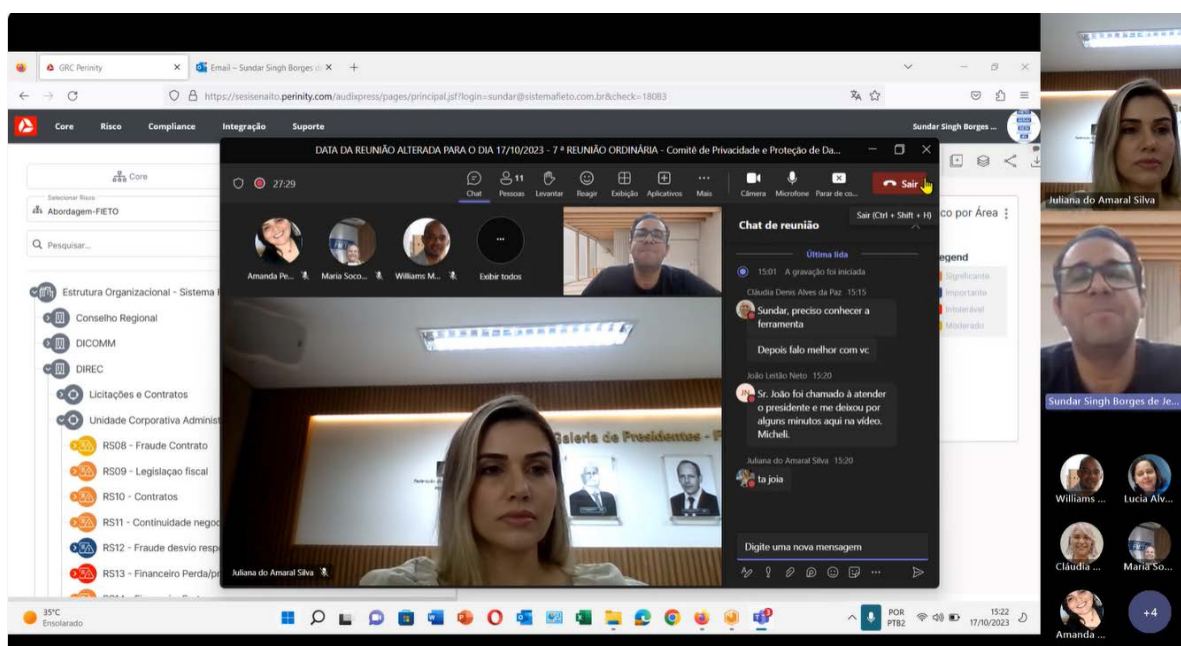 GRC Perinity
Email – Sundar Singh Borges d
https://sesisenaito.perinity.com/audixpress/pages/principal.jsf?login=sundar@sistemafieto.com.br&check=18083
Core Risco Compliance Integração Suporte
Sundar Singh Borges ...
DATA DA REUNIÃO ALTERADA PARA O DIA 17/10/2023 - 7 ª REUNIÃO ORDINÁRIA - Comitê de Privacidade e Proteção de Da...
Core
Selecionar Risco
Abordagem-FIETO
Pesquisar...
Estrutura Organizacional - Sistema
Conselho Regional
DICOMM
DIREC
Licitações e Contratos
Unidade Corporativa Administ
RS08 - Fraude Contrato
RS09 - Legislaçao fiscal
RS10 - Contratos
RS11 - Continuidade negoc
RS12 - Fraude desvio resp
RS13 - Financeiro Perda/p
27:29
11
Chat Pessoas Levantar Reagir Exibição Aplicativos Mais Câmera Microfone Parar de co...
Sair
Sair (Ctrl + Shift + H)
Amanda Pe... Maria Soco... Williams M... Exibir todos
Galeria de Presidentes - F
Juliana do Amaral Silva
Chat de reunião
Última lida
15:01 A gravação foi iniciada
Cláudia Denis Alves da Paz 15:15
Sundar, preciso conhecer a
ferramenta
Depois falo melhor com vc
João Leitão Neto 15:20
JN
Sr. João foi chamado à atender
o presidente e me deixou por
alguns minutos aqui na vídeo.
Micheli.
Juliana do Amaral Silva 15:20
ta joia
Digite uma nova mensagem
co por Área
egend
Significante
Importante
Intolerável
Moderado
35°C
Ensolarado
POR
PTB2
15:22
17/10/2023
Juliana do Amaral Silva
Sundar Singh Borges de Je...
Williams ... Lucia Alv...
Cláudia ... Maria So...
Amanda ... +4